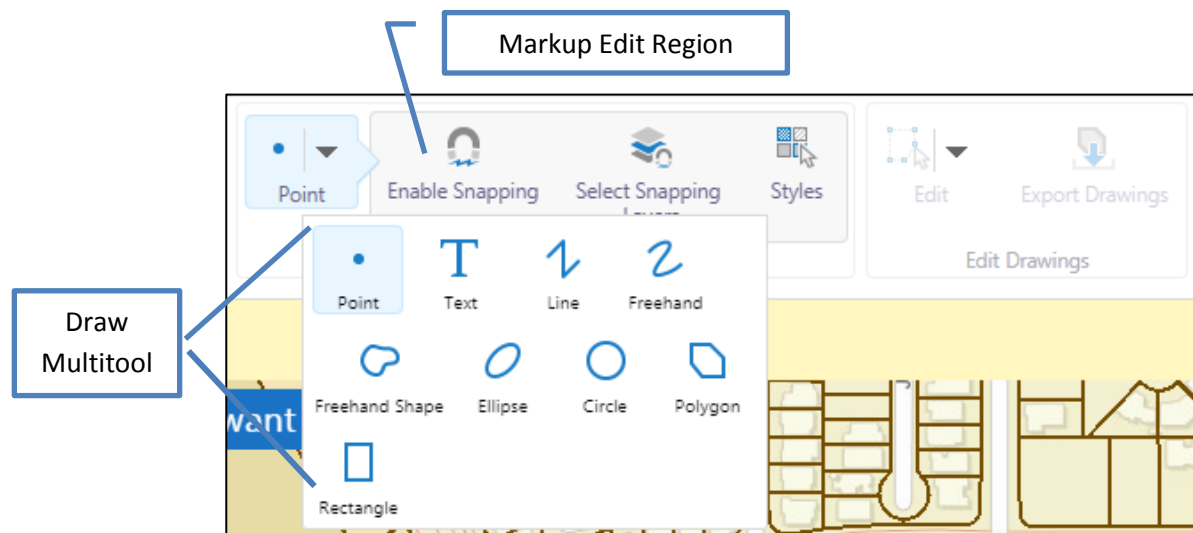 Markup Edit Region
Point
Enable Snapping
Select Snapping
Layers
Styles
Edit
Export Drawings
Edit Drawings
Draw
Multitool
Point
Text
Line
Freehand
Freehand Shape
Ellipse
Circle
Polygon
want
Rectangle